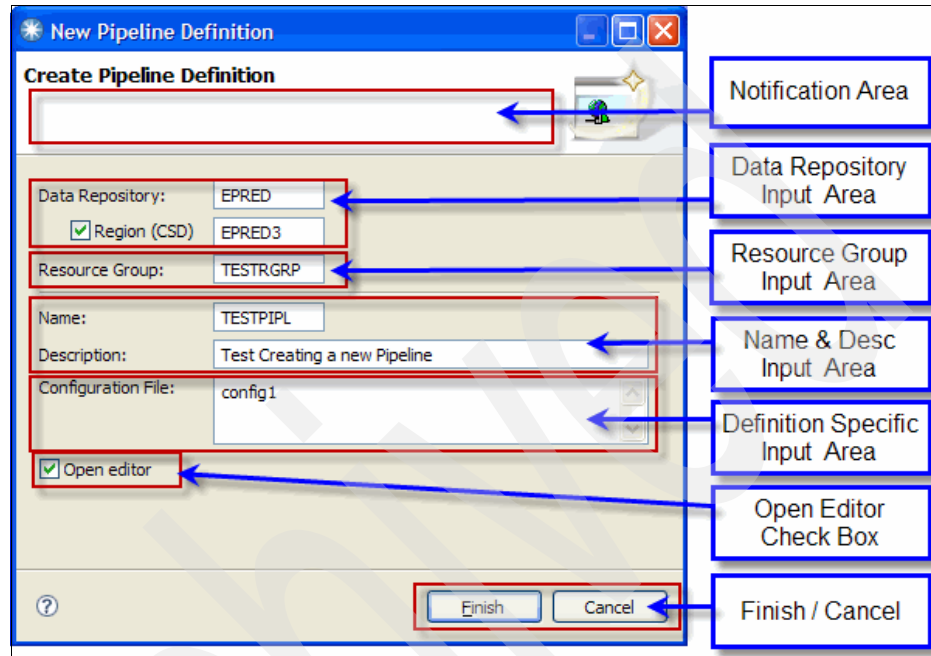 New Pipeline Definition
Create Pipeline Definition
Notification Area
Data Repository: EPRED
Data Repository
Input Area
Region (CSD) EPRED3
Resource Group: TESTRGRP
Resource Group
Input Area
Name: TESTPIPL
Description: Test Creating a new Pipeline
Name & Desc
Input Area
Configuration File: config1
Definition Specific
Input Area
Open editor
Open Editor
Check Box
Finish Cancel
Finish / Cancel